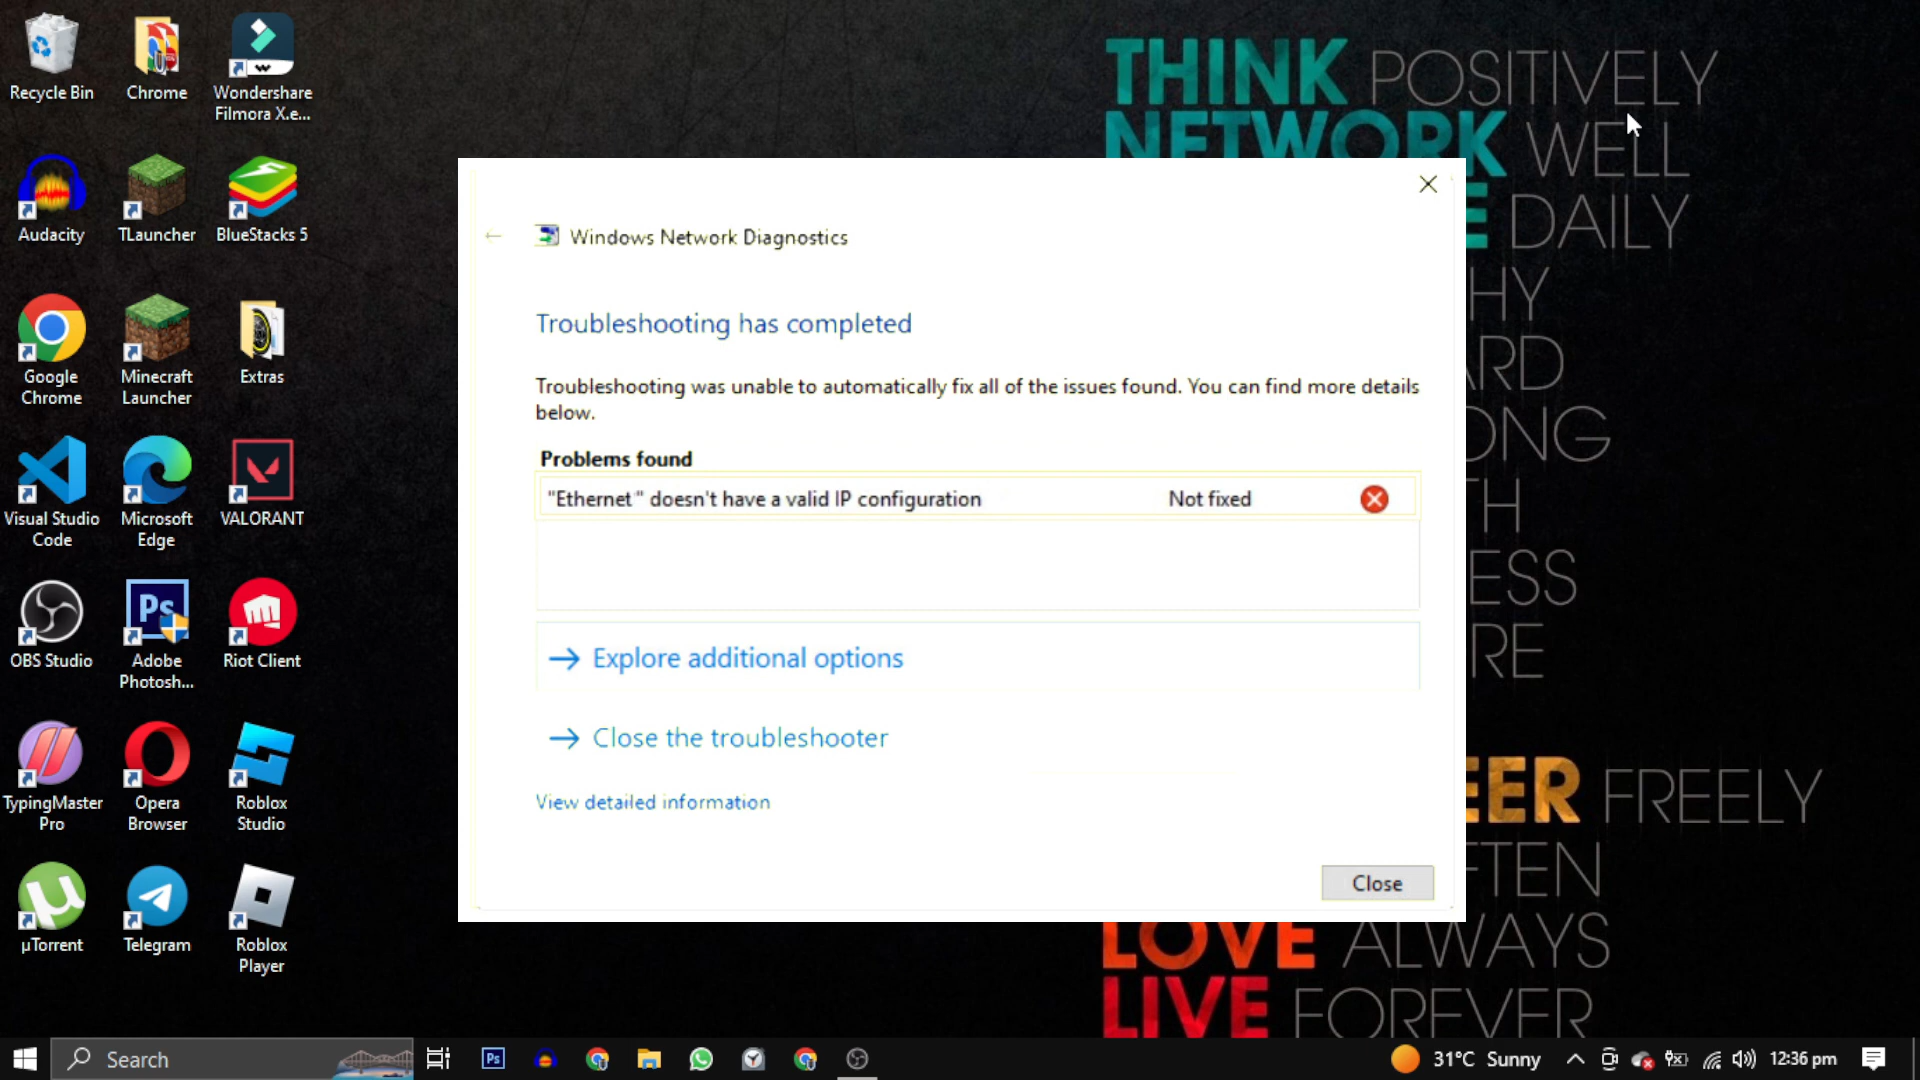 Recycle Bin
Chrome
Wondershare
Filmora X.e...
Audacity
TLauncher
BlueStacks 5
Google
Chrome
Minecraft
Launcher
Extras
Visual Studio
Code
Microsoft
Edge
VALORANT
OBS Studio
Ps
Adobe
Photosh...
Riot Client
TypingMaster
Pro
Opera
Browser
Roblox
Studio
µTorrent
Telegram
Roblox
Player
THINK POSITIVELY
NETWORK WELL
DAILY
FREELY
LOVE ALWAYS
LIVE FOREVER
Windows Network Diagnostics
Troubleshooting has completed
Troubleshooting was unable to automatically fix all of the issues found. You can find more details
below.
Problems found
"Ethernet " doesn't have a valid IP configuration Not fixed
Explore additional options
Close the troubleshooter
View detailed information
Close
Search
Ps
31°C Sunny
12:36 pm